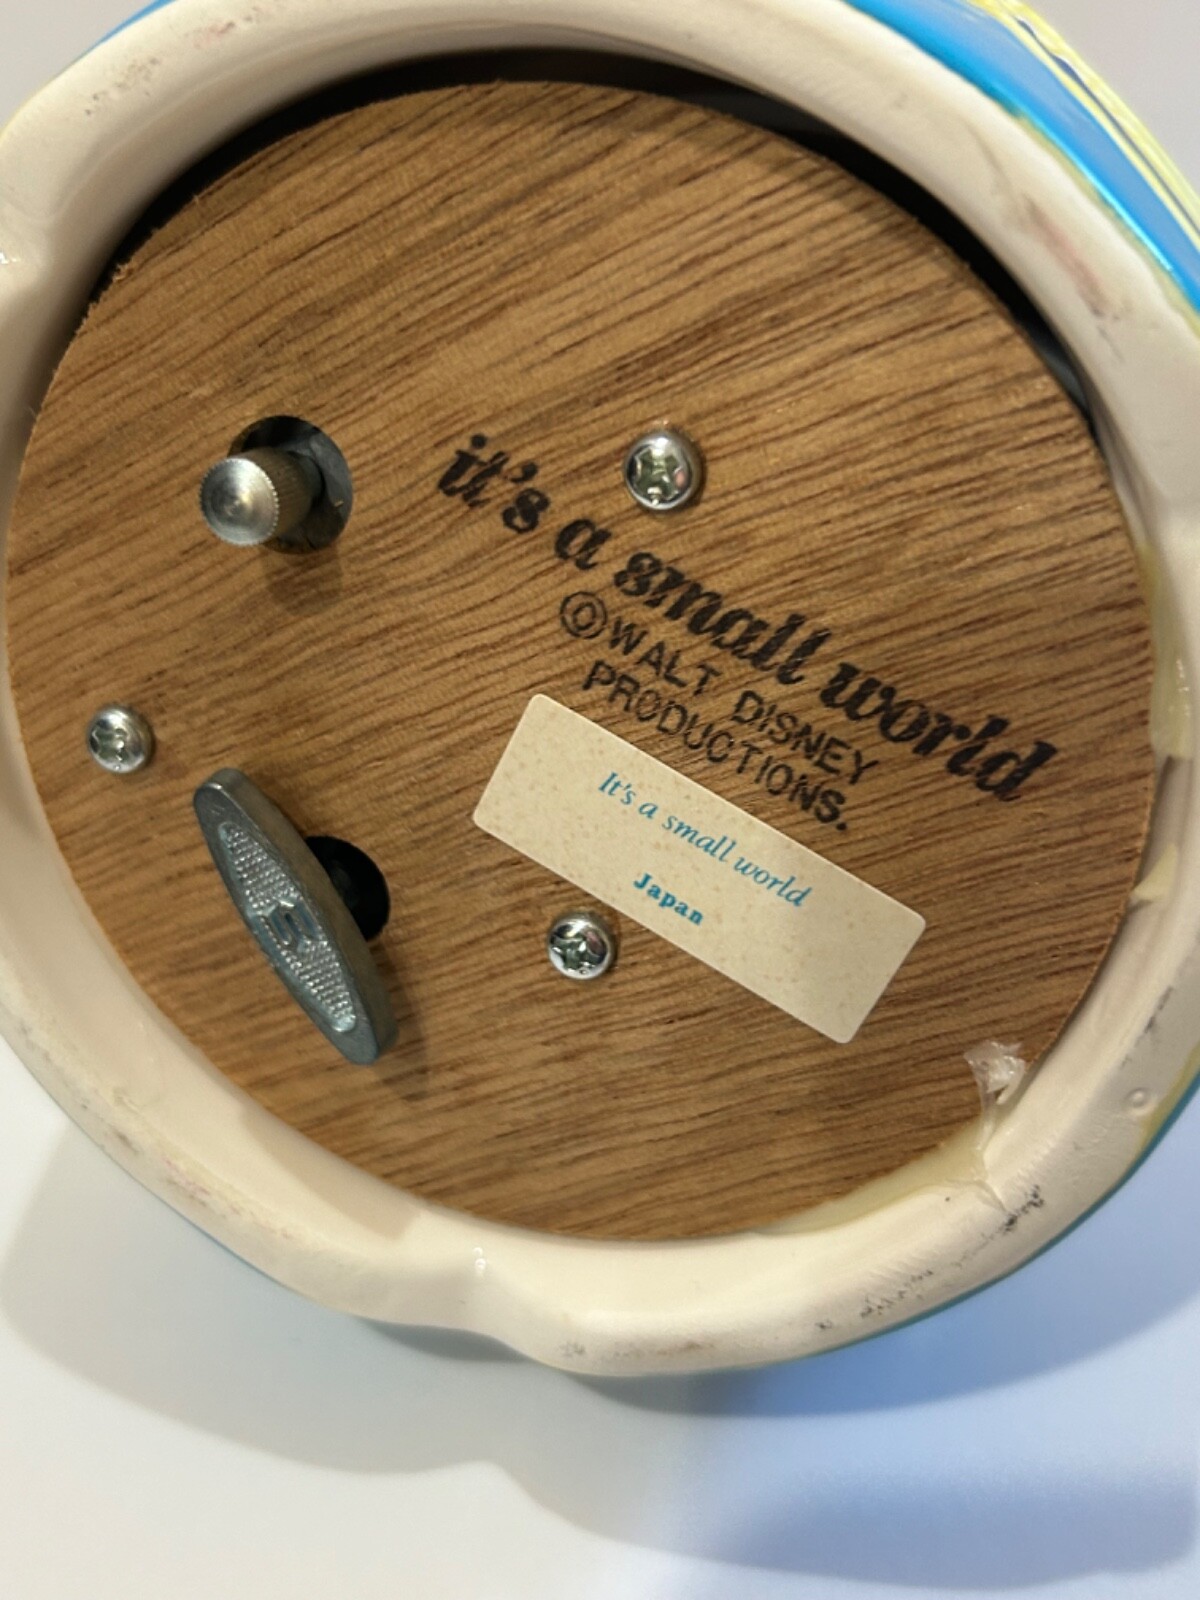 it's a small world
©WALT DISNEY
PRODUCTIONS.
It's a small world
Japan
S